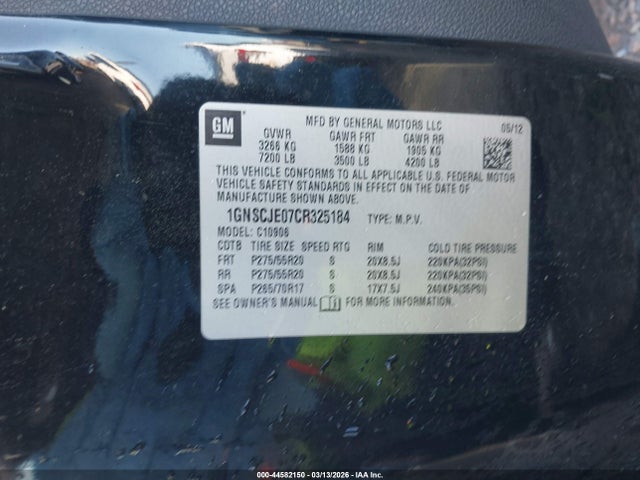 GM
MFD BY GENERAL MOTORS LLC 05/12
GVWR GAWR FRT GAWR RR
3266 KG 1588 KG 1905 KG
7200 LB 3500 LB 4200 LB
THIS VEHICLE CONFORMS TO ALL APPLICABLE U.S. FEDERAL MOTOR
VEHICLE SAFETY STANDARDS IN EFFECT ON THE DATE OF
MANUFACTURE SHOWN ABOVE.
1GNSCJE07CR325184 TYPE: M.P.V.
MODEL: C10906
CDTB TIRE SIZE SPEED RTG RIM COLD TIRE PRESSURE
FRT P275/55R20 S 20X8.5J 220KPA(32PSI)
RR P275/55R20 S 20X8.5J 220KPA(32PSI)
SPA P265/70R17 S 17X7.5J 240KPA(35PSI)
SEE OWNER'S MANUAL FOR MORE INFORMATION.
000-44582150 - 03/13/2026 - IAA Inc.